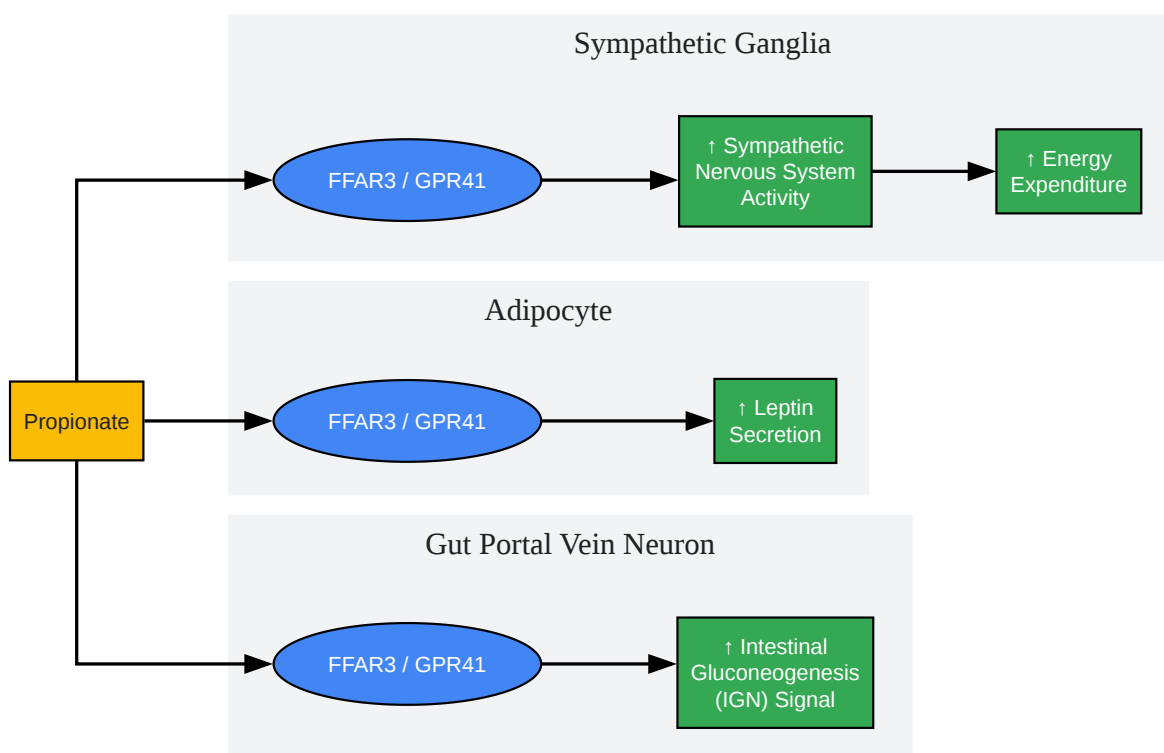 Sympathetic Ganglia
FFAR3 / GPR41
↑ Sympathetic
Nervous System
Activity
↑ Energy
Expenditure
Adipocyte
Propionate
FFAR3 / GPR41
↑ Leptin
Secretion
Gut Portal Vein Neuron
FFAR3 / GPR41
↑ Intestinal
Gluconeogenesis
(IGN) Signal